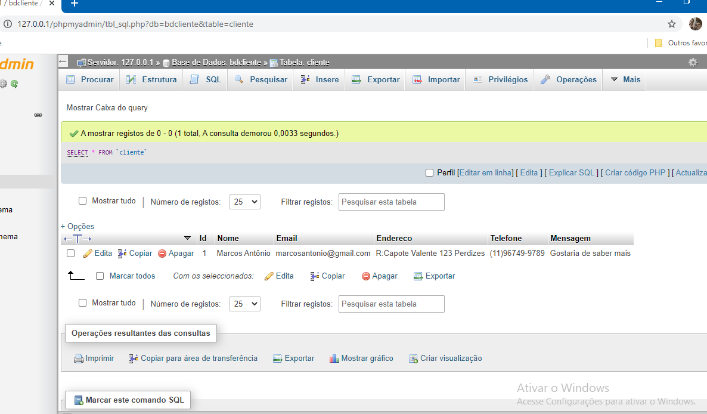 / bdcliente /
127.0.0.1/phpmyadmin/tbl_sql.php?db=bdcliente&table=cliente
Outros favor
dmin
Servidor: 127.0.0.1 » Base de Dados: bdcliente » Tabela: cliente
Procurar Estrutura SQL Pesquisar Insere Exportar Importar Privilégios Operações Mais
Mostrar Caixa do query
A mostrar registos de 0 - 0 (1 total, A consulta demorou 0,0033 segundos.)
SELECT * FROM `cliente`
Perfil [Editar em linha] [ Edita ] [ Explicar SQL ] [ Criar código PHP ] [ Actualiza
Mostrar tudo | Número de registos: 25 Filtrar registos: Pesquisar esta tabela
ema
+ Opções
hema
←T→ Id Nome Email Endereco Telefone Mensagem
Edita Copiar Apagar 1 Marcos Antônio marcosantonio@gmail.com R.Capote Valente 123 Perdizes (11)96749-9789 Gostaria de saber mais
Marcar todos Com os seleccionados: Edita Copiar Apagar Exportar
Mostrar tudo | Número de registos: 25 Filtrar registos: Pesquisar esta tabela
Operações resultantes das consultas
Imprimir Copiar para área de transferência Exportar Mostrar gráfico Criar visualização
Ativar o Windows
Marcar este comando SQL
Acesse Configurações para ativar o Windows.